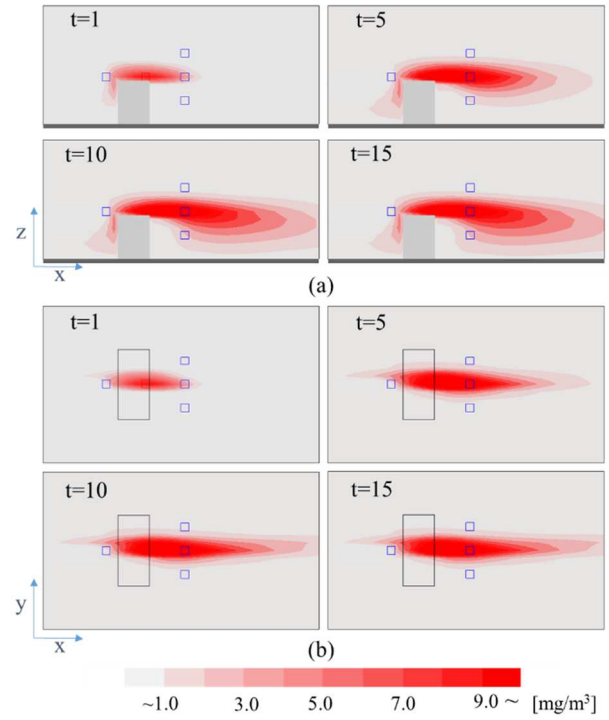 t=1
t=5
t=10
t=15
z
x
(a)
t=1
t=5
t=10
t=15
y
x
(b)
~1.0 3.0 5.0 7.0 9.0 ~ [mg/m³]